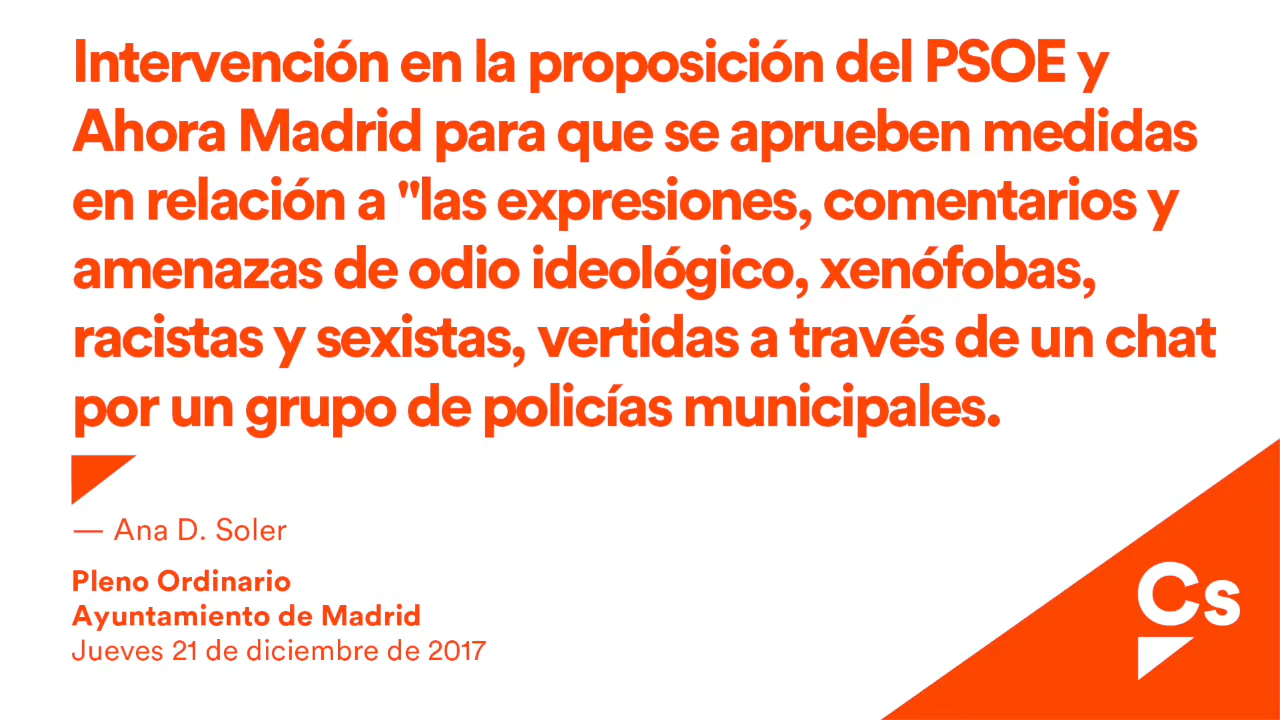 Intervención en la proposición del PSOE y
Ahora Madrid para que se aprueben medidas
en relación a "las expresiones, comentarios y
amenazas de odio ideológico, xenófobas,
racistas y sexistas, vertidas a través de un chat
por un grupo de policías municipales.
— Ana D. Soler
Pleno Ordinario
Ayuntamiento de Madrid
Jueves 21 de diciembre de 2017
Cs